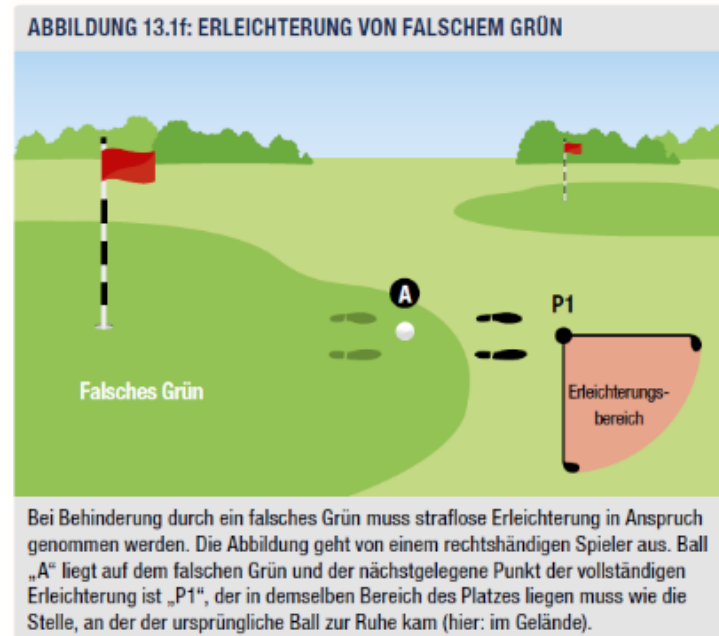 ABBILDUNG 13.1f: ERLEICHTERUNG VON FALSCHEM GRÜN
A
P1
Falsches Grün
Erleichterungs-
bereich
Bei Behinderung durch ein falsches Grün muss straflose Erleichterung in Anspruch
genommen werden. Die Abbildung geht von einem rechtshändigen Spieler aus. Ball
„A“ liegt auf dem falschen Grün und der nächstgelegene Punkt der vollständigen
Erleichterung ist „P1“, der in demselben Bereich des Platzes liegen muss wie die
Stelle, an der der ursprüngliche Ball zur Ruhe kam (hier: im Gelände).